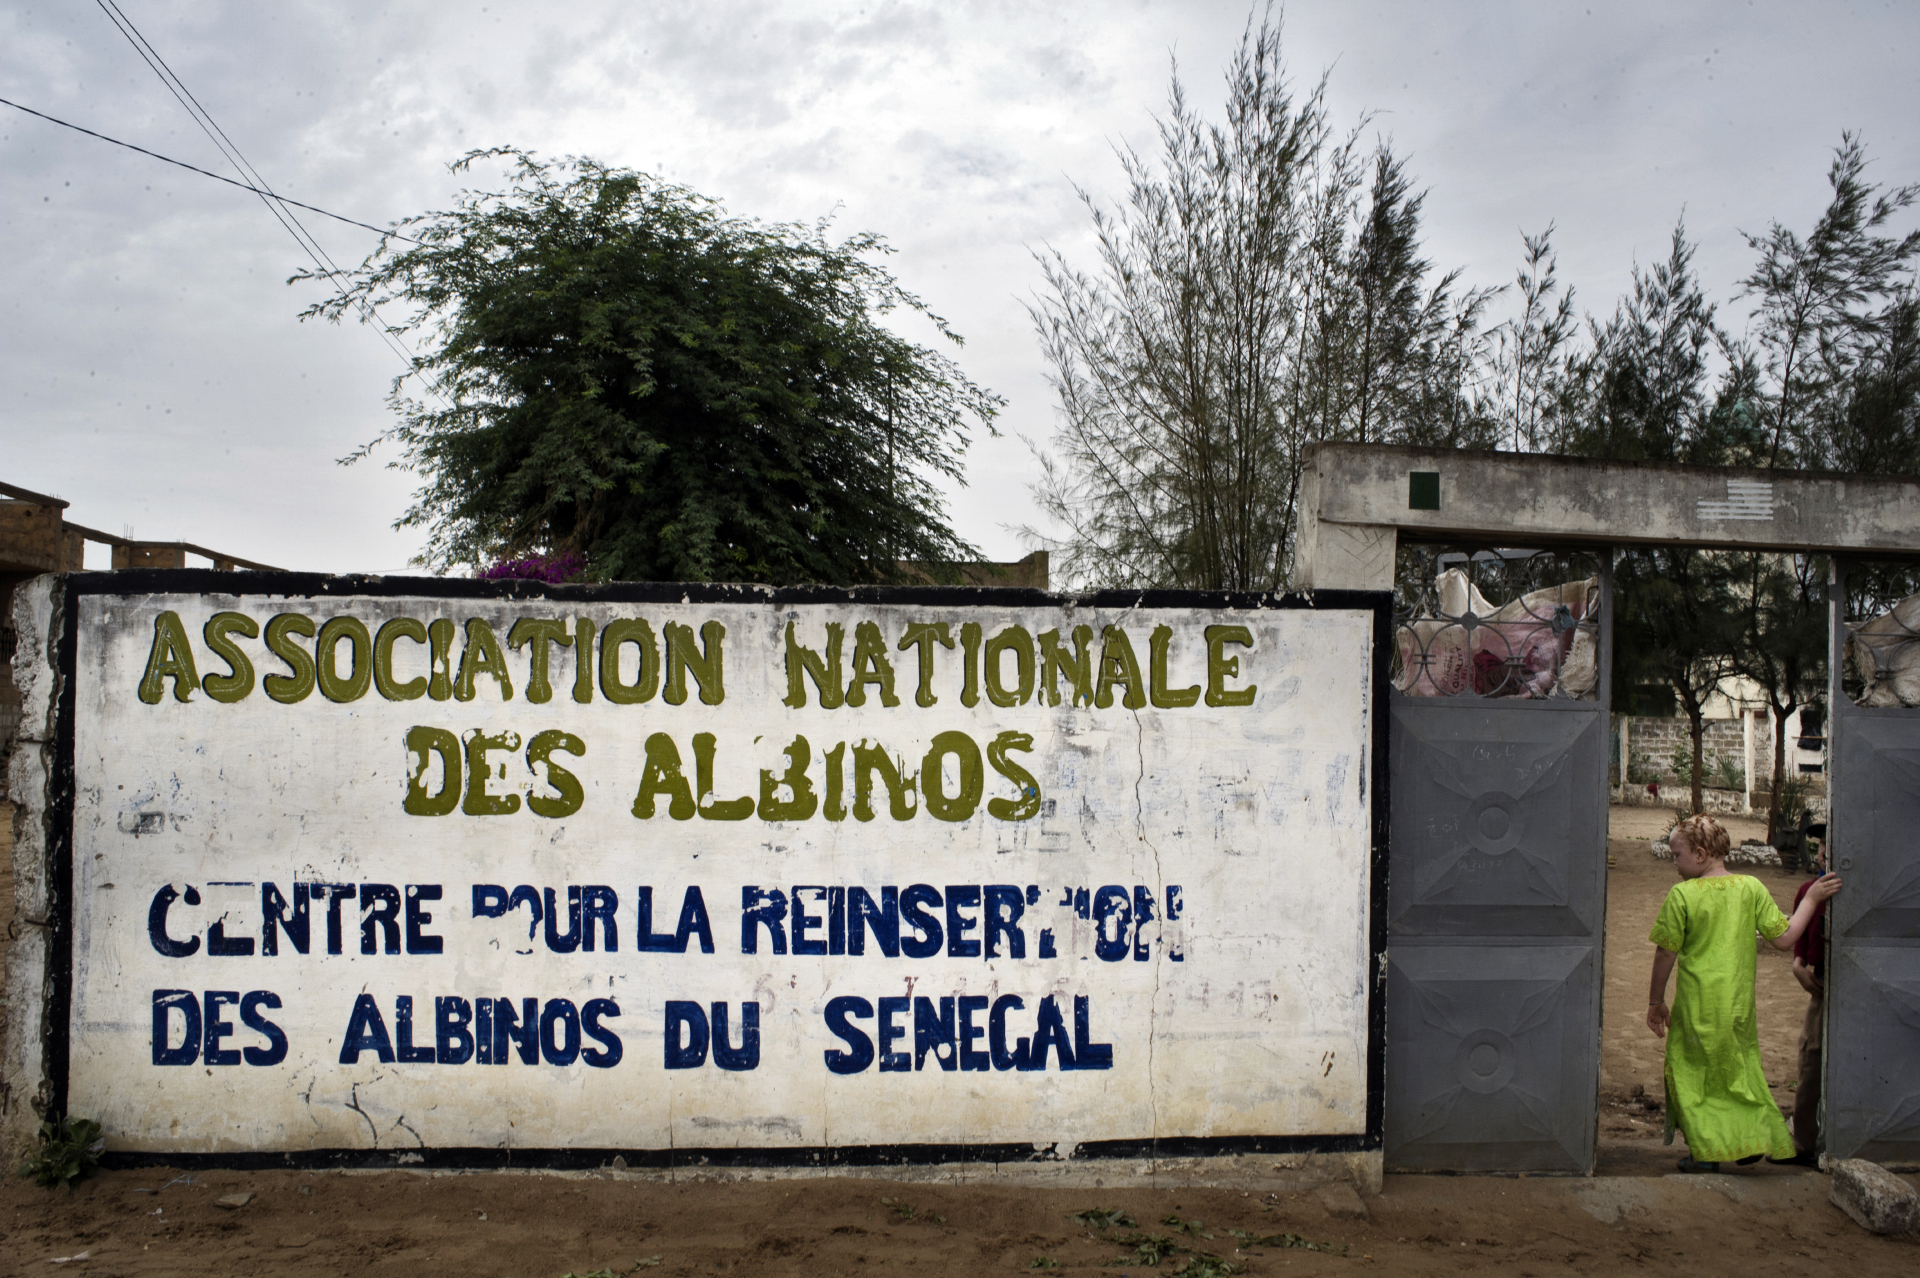 ASSOCIATION NATIONALE
DES ALBINOS
CENTRE POUR LA REINSERTION
DES ALBINOS DU SENEGAL